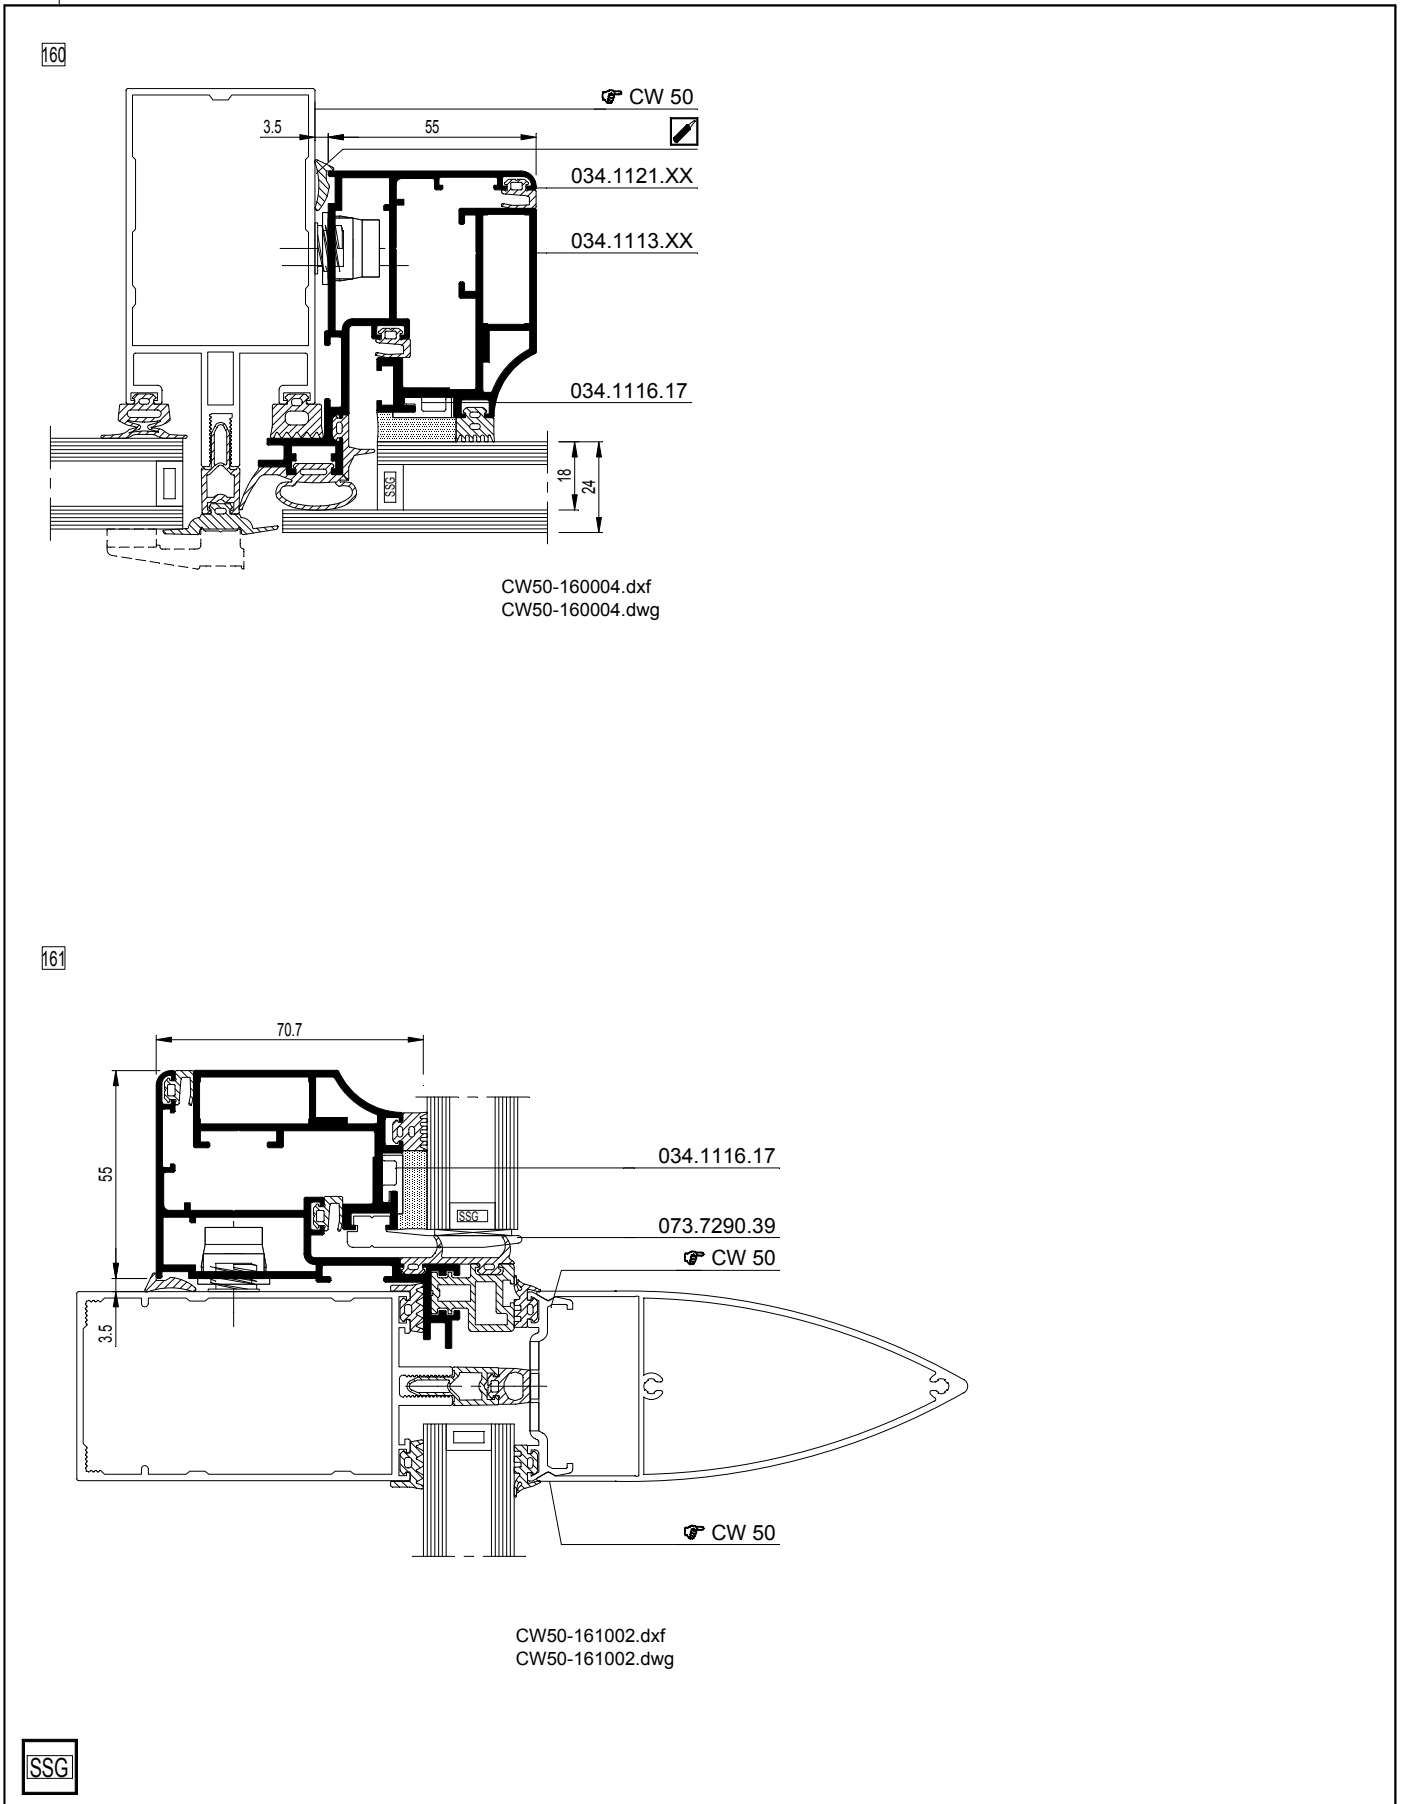 160
CW 50
3.5
55
034.1121.XX
034.1113.XX
034.1116.17
18
24
SSG
CW50-160004.dxf
CW50-160004.dwg
161
70.7
55
034.1116.17
SSG
073.7290.39
CW 50
3.5
CW 50
CW50-161002.dxf
CW50-161002.dwg
SSG